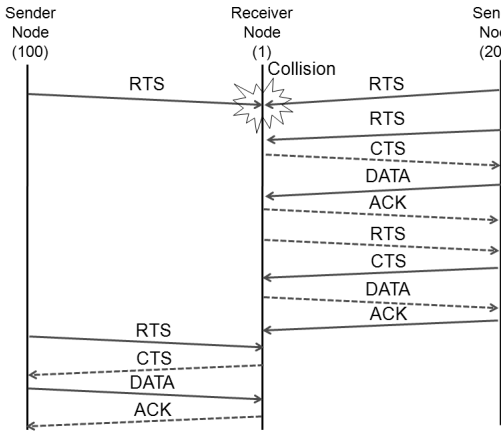 Sender
Node
(100)
Receiver
Node
(1)
Collision
RTS
RTS
RTS
CTS
DATA
ACK
RTS
CTS
DATA
ACK
RTS
CTS
DATA
ACK